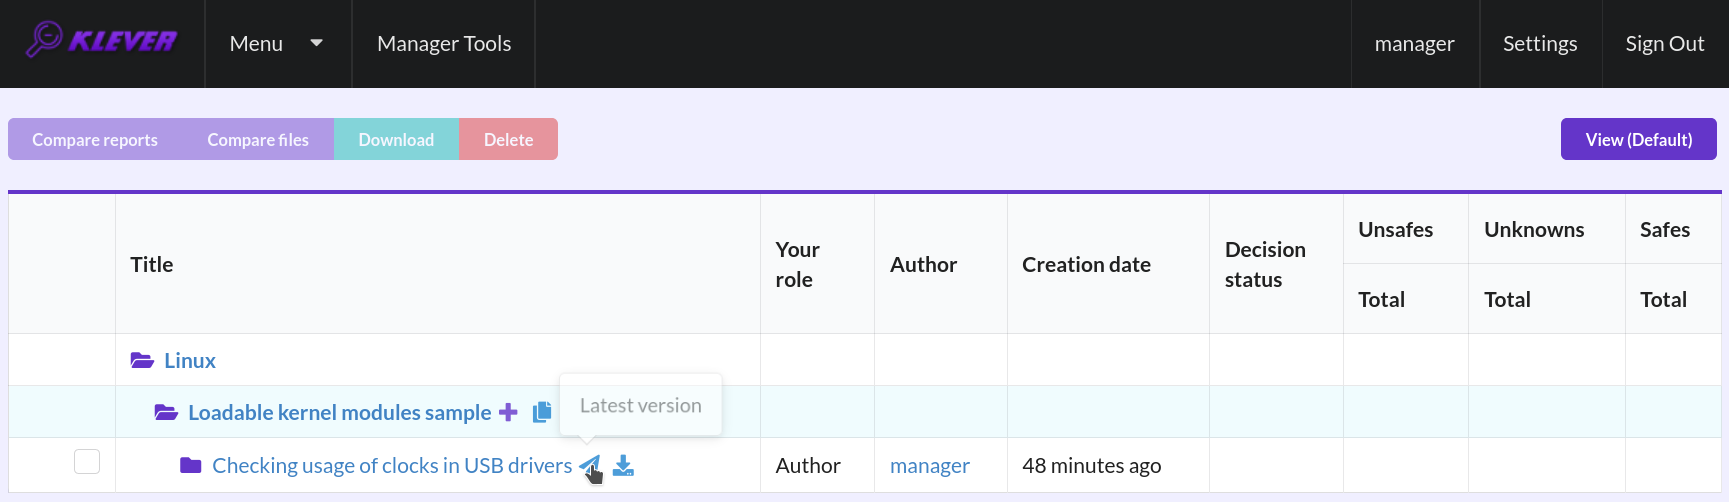 KLEVER Menu Manager Tools manager Settings Sign Out
Compare reports Compare files Download Delete View (Default)
Title Your role Author Creation date Decision status Unsafes Unknowns Safes
Total Total Total
Linux
Loadable kernel modules sample
Latest version
Checking usage of clocks in USB drivers Author manager 48 minutes ago